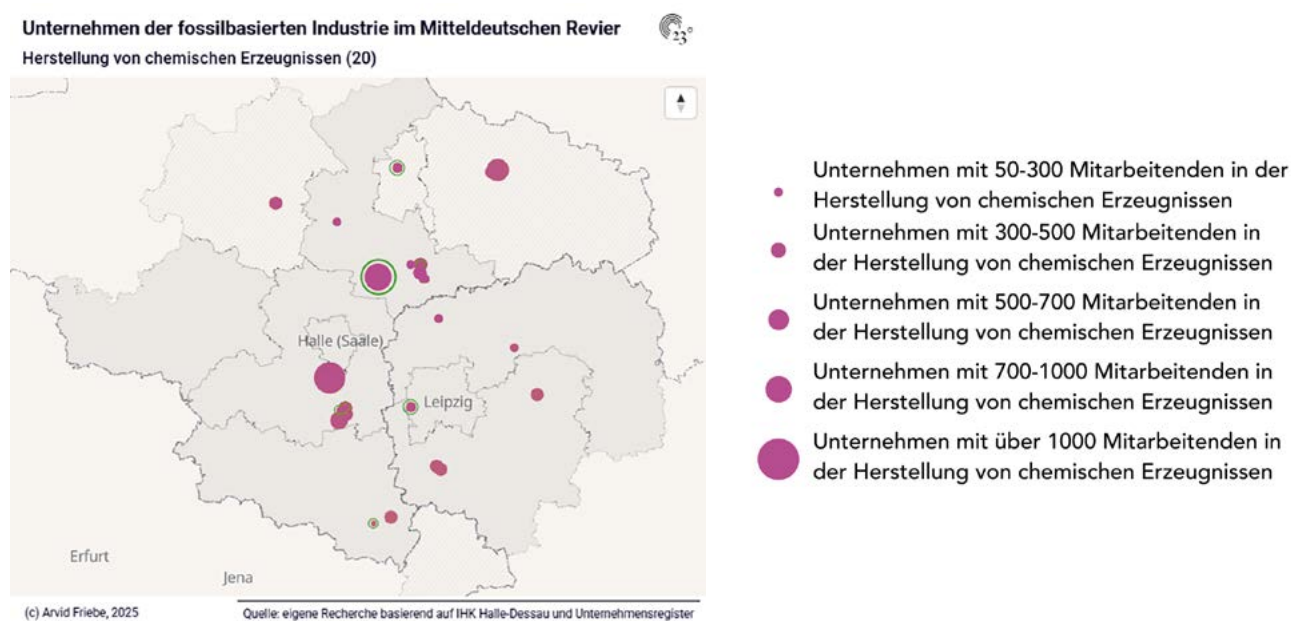 Unternehmen der fossilbasierten Industrie im Mitteldeutschen Revier
23°
Herstellung von chemischen Erzeugnissen (20)
Halle (Saale)
Leipzig
Erfurt
Jena
(c) Arvid Friebe, 2025
Quelle: eigene Recherche basierend auf IHK Halle-Dessau und Unternehmensregister
Unternehmen mit 50-300 Mitarbeitenden in der
Herstellung von chemischen Erzeugnissen
Unternehmen mit 300-500 Mitarbeitenden in
der Herstellung von chemischen Erzeugnissen
Unternehmen mit 500-700 Mitarbeitenden in
der Herstellung von chemischen Erzeugnissen
Unternehmen mit 700-1000 Mitarbeitenden in
der Herstellung von chemischen Erzeugnissen
Unternehmen mit über 1000 Mitarbeitenden in
der Herstellung von chemischen Erzeugnissen